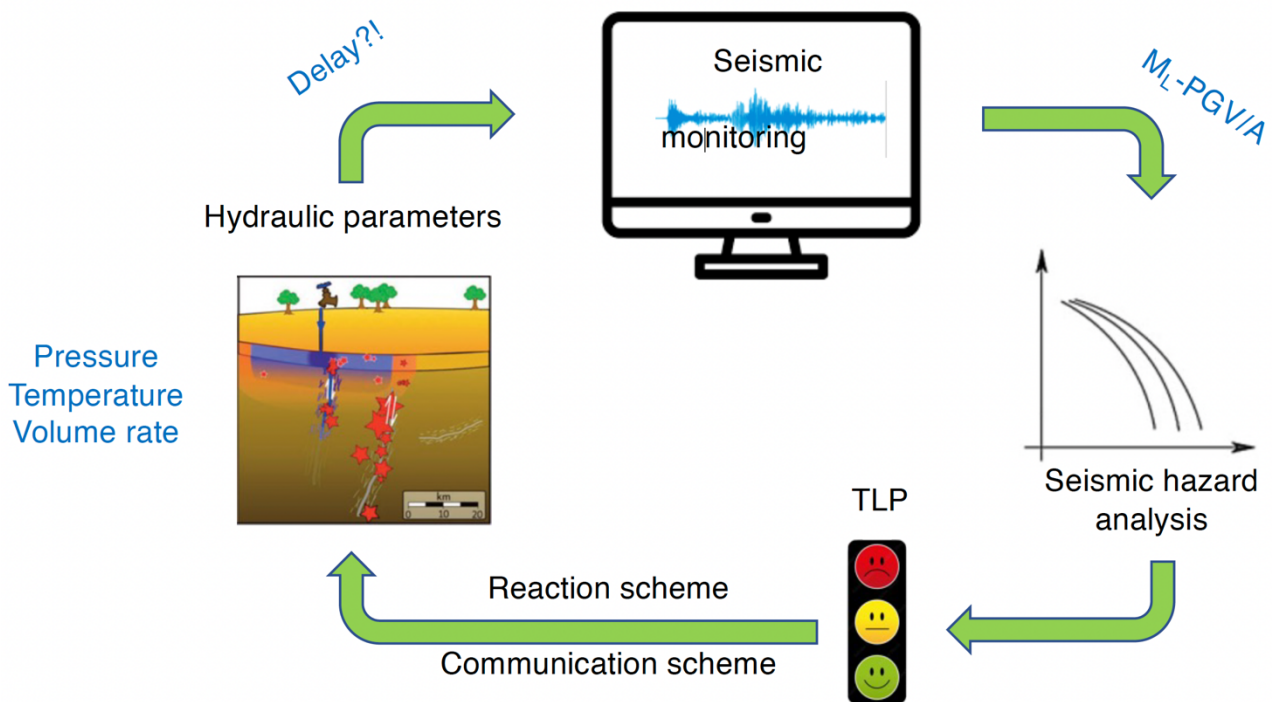 Delay?!
Seismic
monitoring
M_L-PGV/A
Hydraulic parameters
Pressure
Temperature
Volume rate
km
0 10 20
Seismic hazard
analysis
TLP
Reaction scheme
Communication scheme